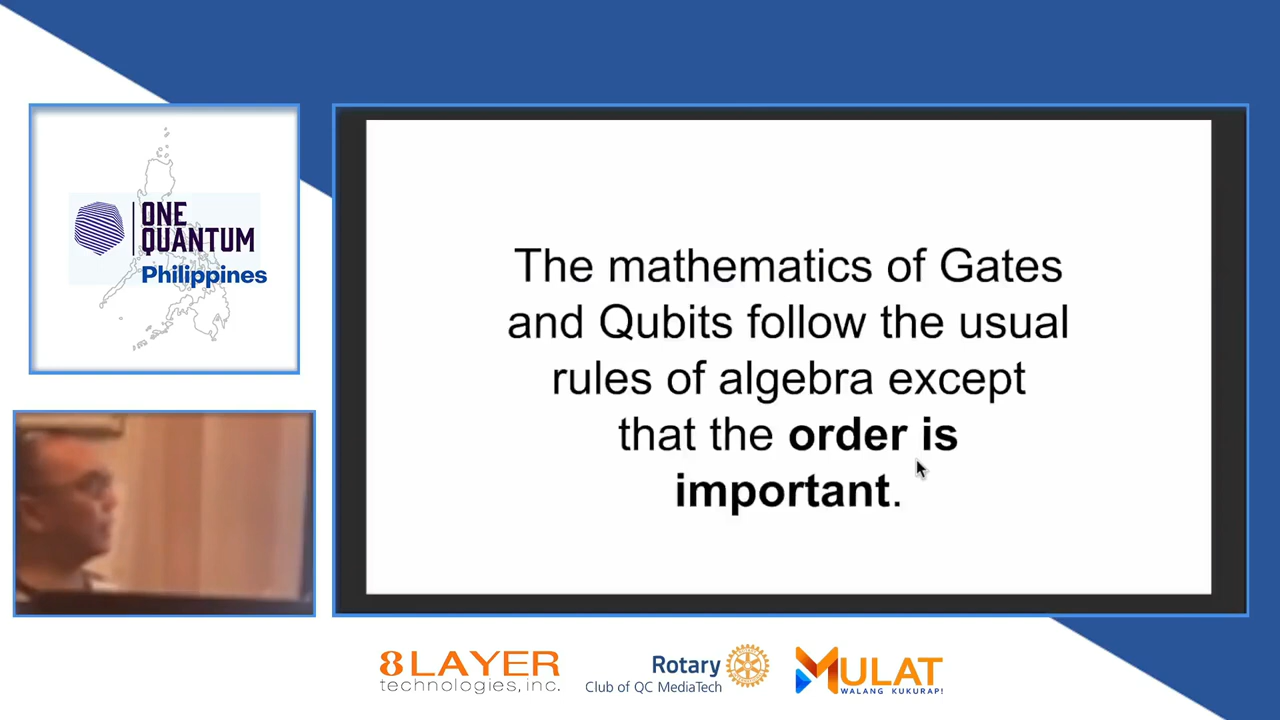 ONE
QUANTUM
Philippines
The mathematics of Gates
and Qubits follow the usual
rules of algebra except
that the order is
important.
8LAYER
technologies, inc.
Rotary
Club of QC MediaTech
MULAT
WALANG KUKURAP!